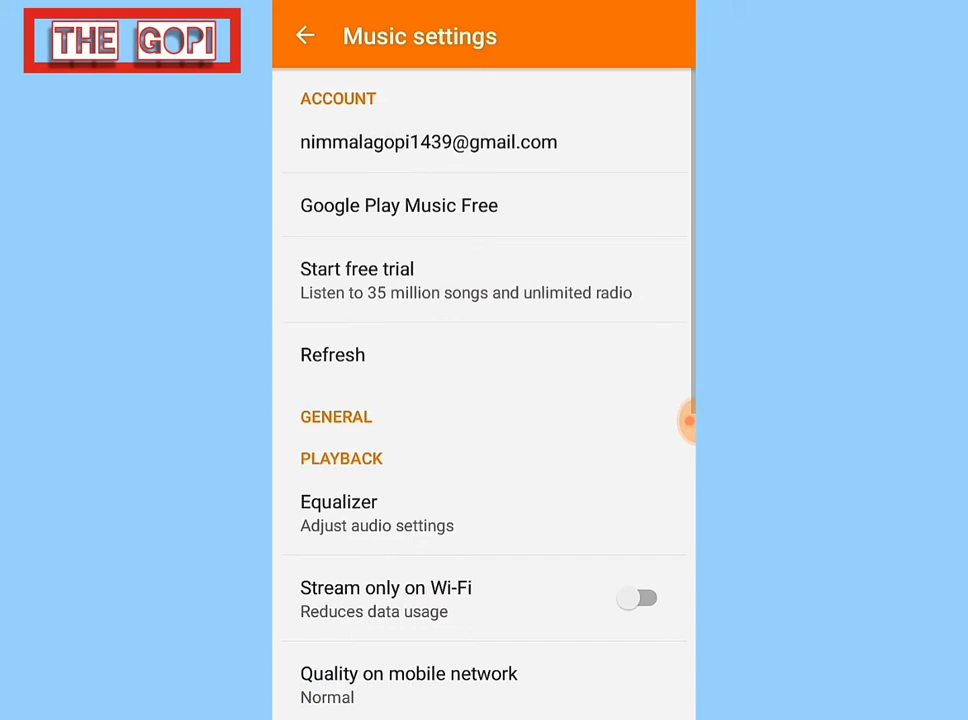 THE GOPI
Music settings
ACCOUNT
nimmalagopi1439@gmail.com
Google Play Music Free
Start free trial
Listen to 35 million songs and unlimited radio
Refresh
GENERAL
PLAYBACK
Equalizer
Adjust audio settings
Stream only on Wi-Fi
Reduces data usage
Quality on mobile network
Normal